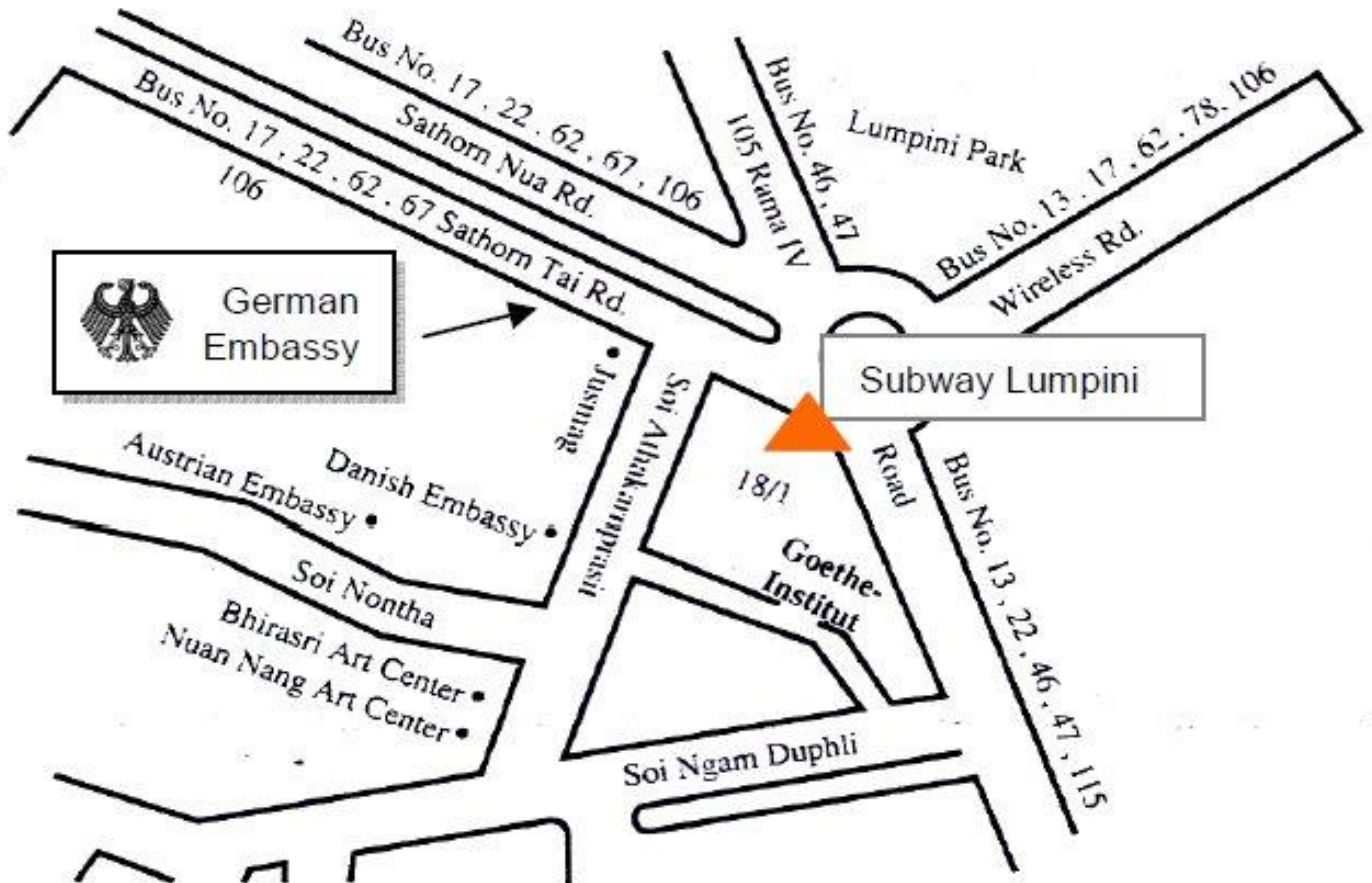 Bus No. 17 . 22 . 62 , 67 , 106
Sathorn Nua Rd.
Bus No. 17 , 22 . 62 . 67 Sathorn Tai Rd.
106
105 Rama IV
Bus No. 46 , 47
Lumpini Park
Bus No. 13 . 17 , 62 , 78. 106
Wireless Rd.
German
Embassy
Subway Lumpini
Jusmag
Soi Athakarnprasit
Austrian Embassy
Danish Embassy
18/1
Road
Goethe-
Institut
Bus No. 13 , 22 , 46 , 47 , 115
Soi Nontha
Bhirasri Art Center
Nuan Nang Art Center
Soi Ngam Duphli